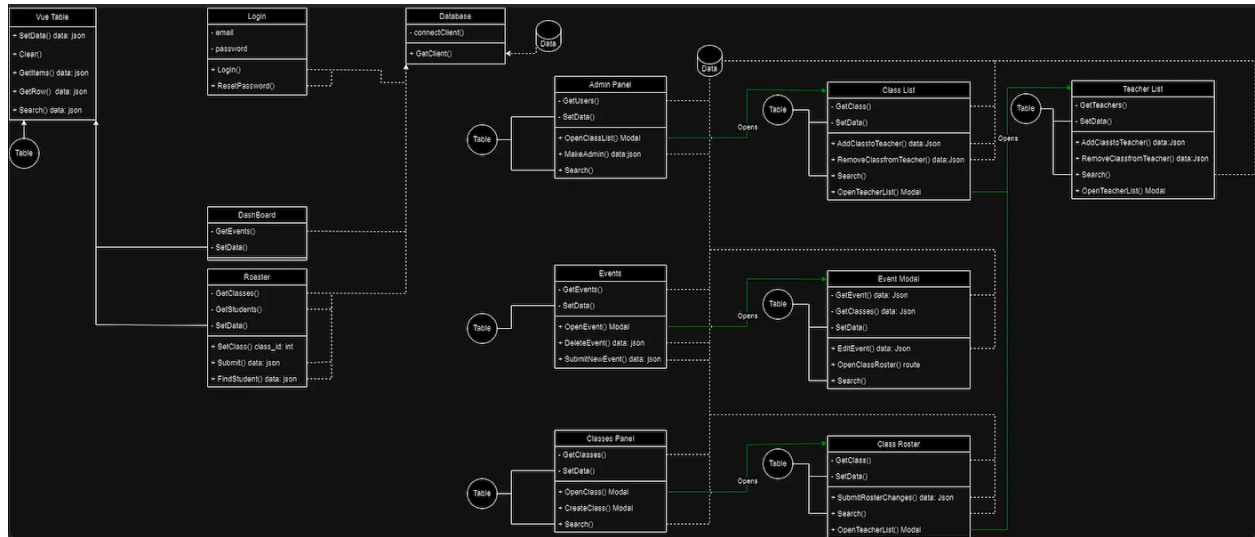 Vue Table
+ SetData() data: json
+ Clear()
+ GetItems() data: json
+ GetRow() data: json
+ Search() data: json
Table
Login
- email
- password
+ Login()
+ ResetPassword()
Database
- connectClient()
+ GetClient()
Data
DashBoard
- GetEvents()
- SetData()
Roaster
- GetClasses()
- GetStudents()
- SetData()
+ SetClass() class_id: int
+ Submit() data: json
+ FindStudent() data: json
Data
Table
Admin Panel
- GetUsers()
- SetData()
+ OpenClassList() Modal
+ MakeAdmin() data:json
+ Search()
Opens
Table
Class List
- GetClass()
- SetData()
+ AddClasstoTeacher() data:Json
+ RemoveClassfromTeacher() data:Json
+ Search()
+ OpenTeacherList() Modal
Opens
Table
Teacher List
- GetTeachers()
- SetData()
+ AddClasstoTeacher() data:Json
+ RemoveClassfromTeacher() data:Json
+ Search()
+ OpenTeacherList() Modal
Table
Events
- GetEvents()
- SetData()
+ OpenEvent() Modal
+ DeleteEvent() data: json
+ SubmitNewEvent() data: json
Opens
Table
Event Modal
- GetEvent() data: Json
- GetClasses() data: Json
- SetData()
+ EditEvent() data: Json
+ OpenClassRoster() route
+ Search()
Table
Classes Panel
- GetClasses()
- SetData()
+ OpenClass() Modal
+ CreateClass() Modal
+ Search()
Opens
Table
Class Roster
- GetClass()
- SetData()
+ SubmitRosterChanges() data: Json
+ Search()
+ OpenTeacherList() Modal